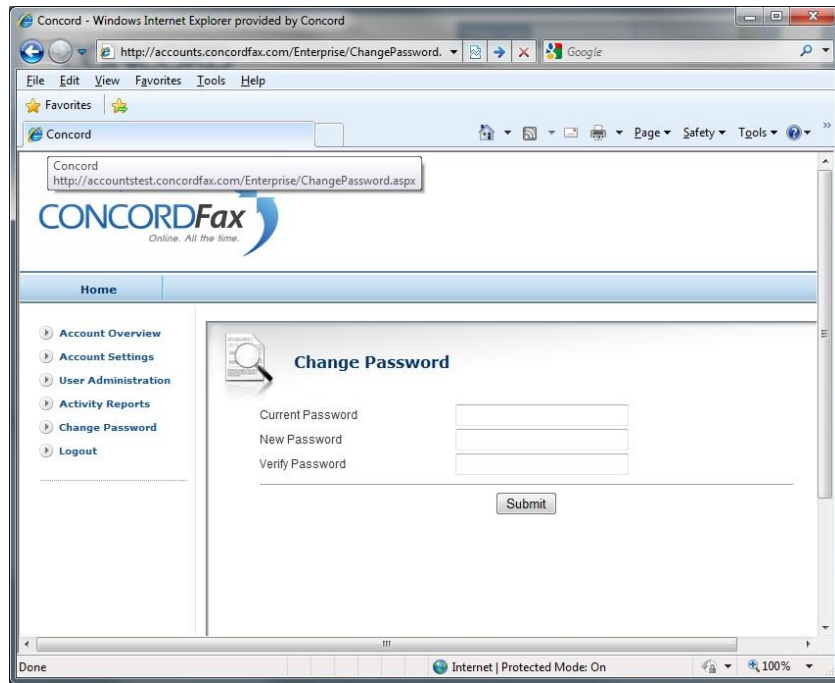 Concord - Windows Internet Explorer provided by Concord
http://accounts.concordfax.com/Enterprise/ChangePassword.
Google
File Edit View Favorites Tools Help
Favorites
Concord
Page Safety Tools
Concord
http://accountstest.concordfax.com/Enterprise/ChangePassword.aspx
CONCORDFax
Online. All the time.
Home
Account Overview
Account Settings
User Administration
Activity Reports
Change Password
Logout
Change Password
Current Password
New Password
Verify Password
Submit
Done
Internet | Protected Mode: On
100%